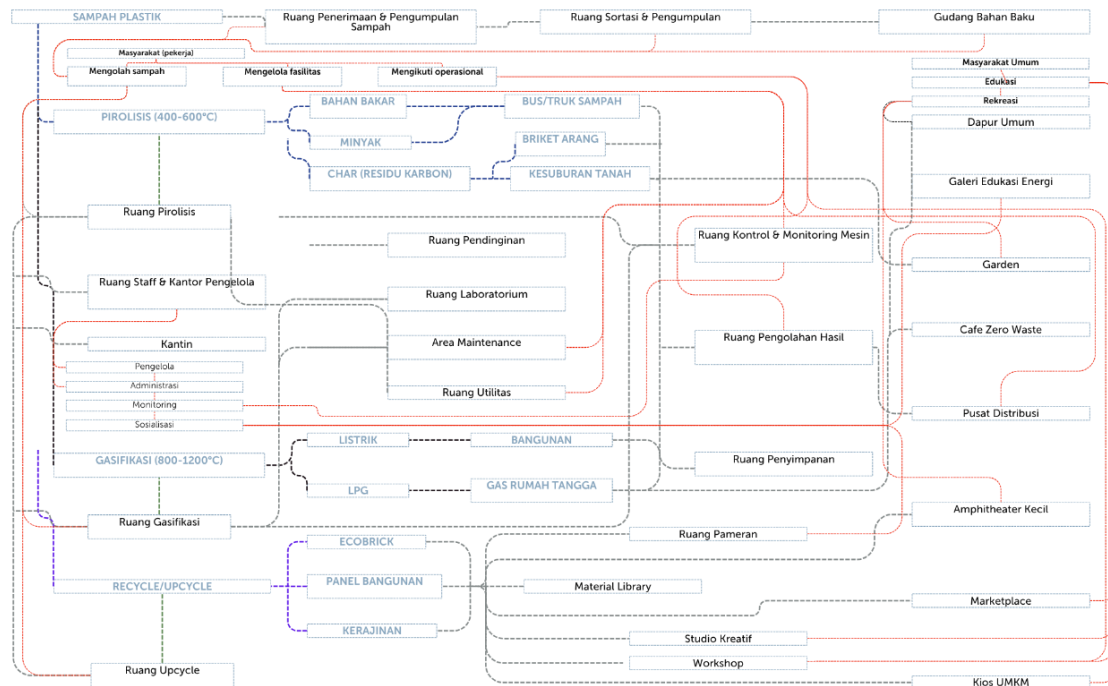 SAMPAH PLASTIK
Ruang Penerimaan & Pengumpulan
Sampah
Ruang Sortasi & Pengumpulan
Gudang Bahan Baku
Masyarakat (pekerja)
Mengolah sampah
Mengelola fasilitas
Mengikuti operasional
Masyarakat Umum
Edukasi
Rekreasi
PIROLISIS (400-600°C)
BAHAN BAKAR
BUS/TRUK SAMPAH
Dapur Umum
MINYAK
BRIKET ARANG
CHAR (RESIDU KARBON)
KESUBURAN TANAH
Galeri Edukasi Energi
Ruang Pirolisis
Ruang Pendinginan
Ruang Kontrol & Monitoring Mesin
Garden
Ruang Staff & Kantor Pengelola
Ruang Laboratorium
Kantin
Area Maintenance
Ruang Pengolahan Hasil
Cafe Zero Waste
Pengelola
Administrasi
Monitoring
Sosialisasi
Ruang Utilitas
Pusat Distribusi
GASIFIKASI (800-1200°C)
LISTRIK
BANGUNAN
Ruang Penyimpanan
LPG
GAS RUMAH TANGGA
Ruang Gasifikasi
Amphitheater Kecil
ECOBRICK
Ruang Pameran
RECYCLE/UPCYCLE
PANEL BANGUNAN
Material Library
Marketplace
KERAJINAN
Studio Kreatif
Ruang Upcycle
Workshop
Kios UMKM